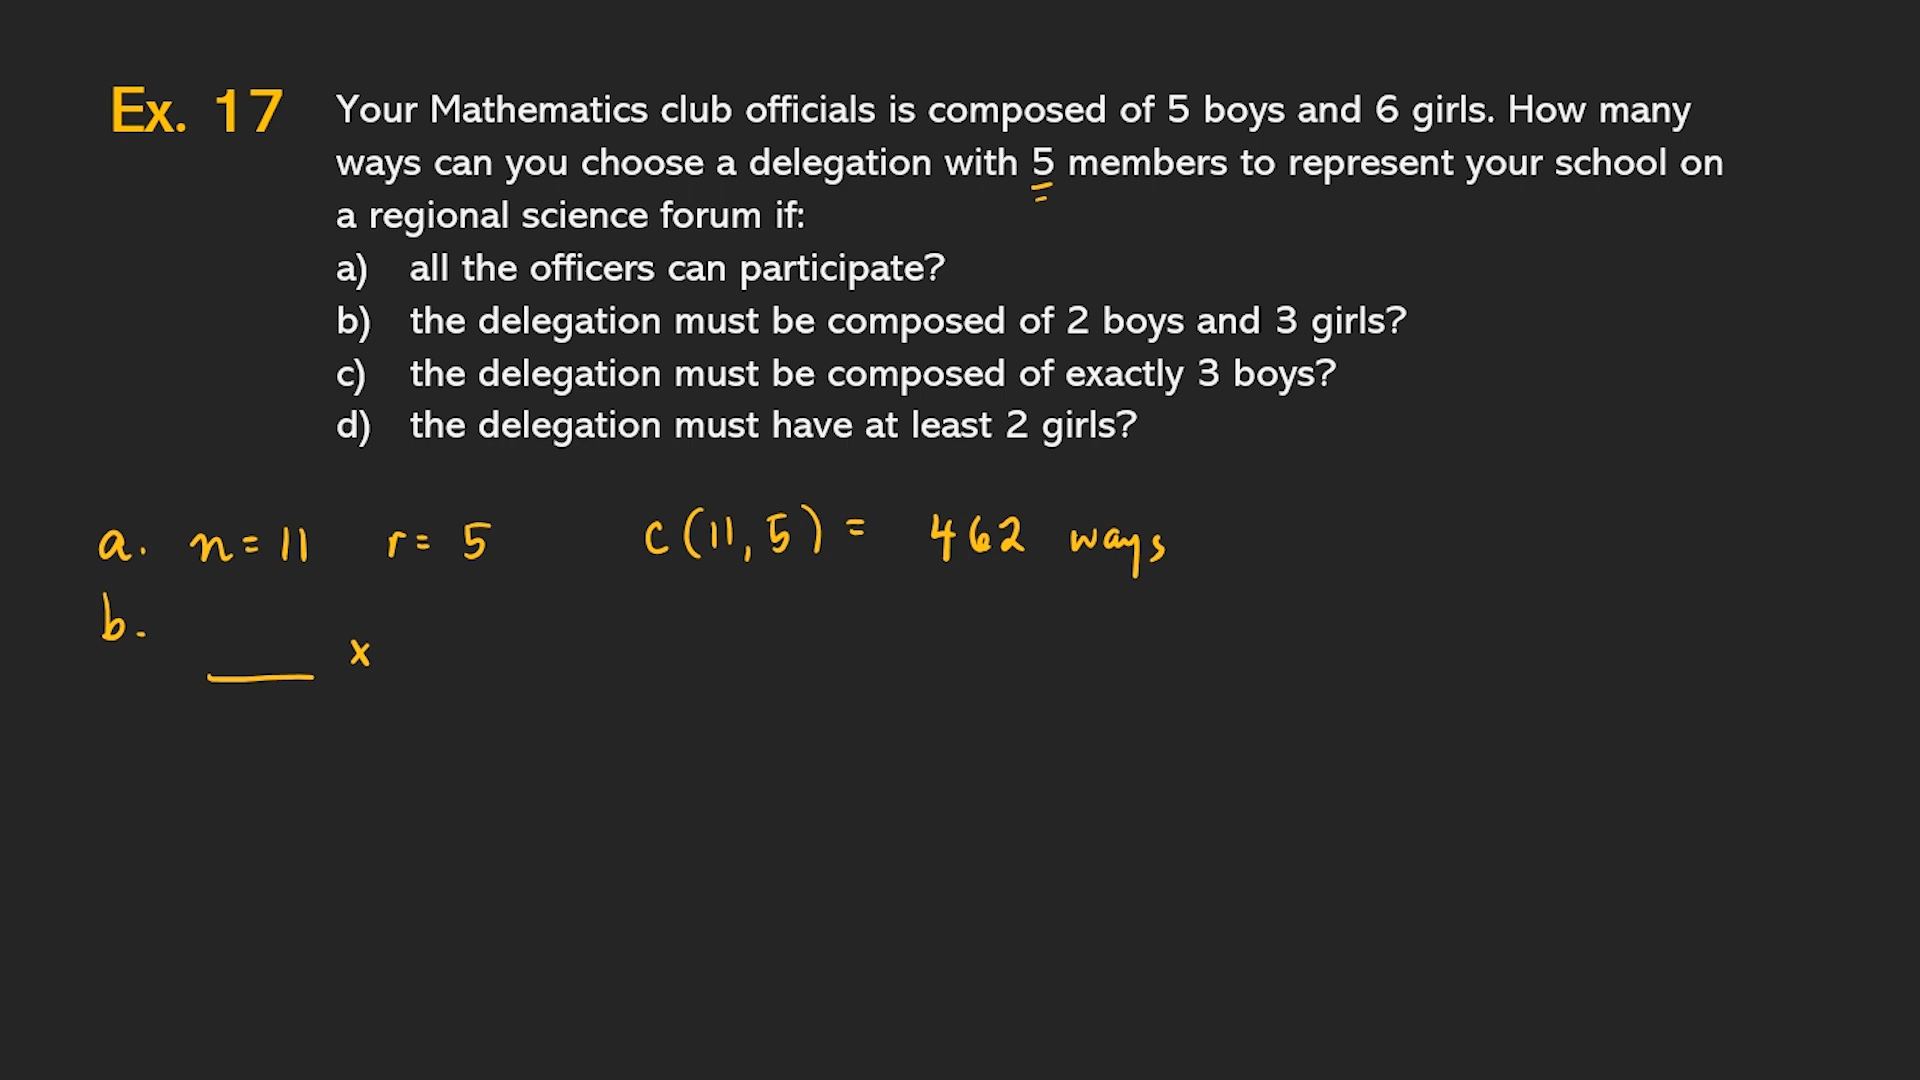 Ex. 17 Your Mathematics club officials is composed of 5 boys and 6 girls. How many
ways can you choose a delegation with 5 members to represent your school on
a regional science forum if:
a) all the officers can participate?
b) the delegation must be composed of 2 boys and 3 girls?
c) the delegation must be composed of exactly 3 boys?
d) the delegation must have at least 2 girls?
a. n = 11 r = 5 C(11,5) = 462 ways
b. ___ x